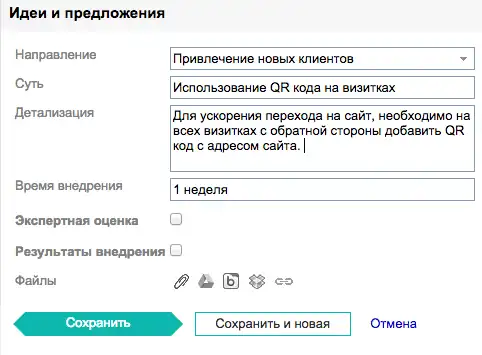 Идеи и предложения
Направление
Привлечение новых клиентов
Суть
Использование QR кода на визитках
Детализация
Для ускорения перехода на сайт, необходимо на
всех визитках с обратной стороны добавить QR
код с адресом сайта.
Время внедрения
1 неделя
Экспертная оценка
Результаты внедрения
Файлы
Сохранить
Сохранить и новая
Отмена